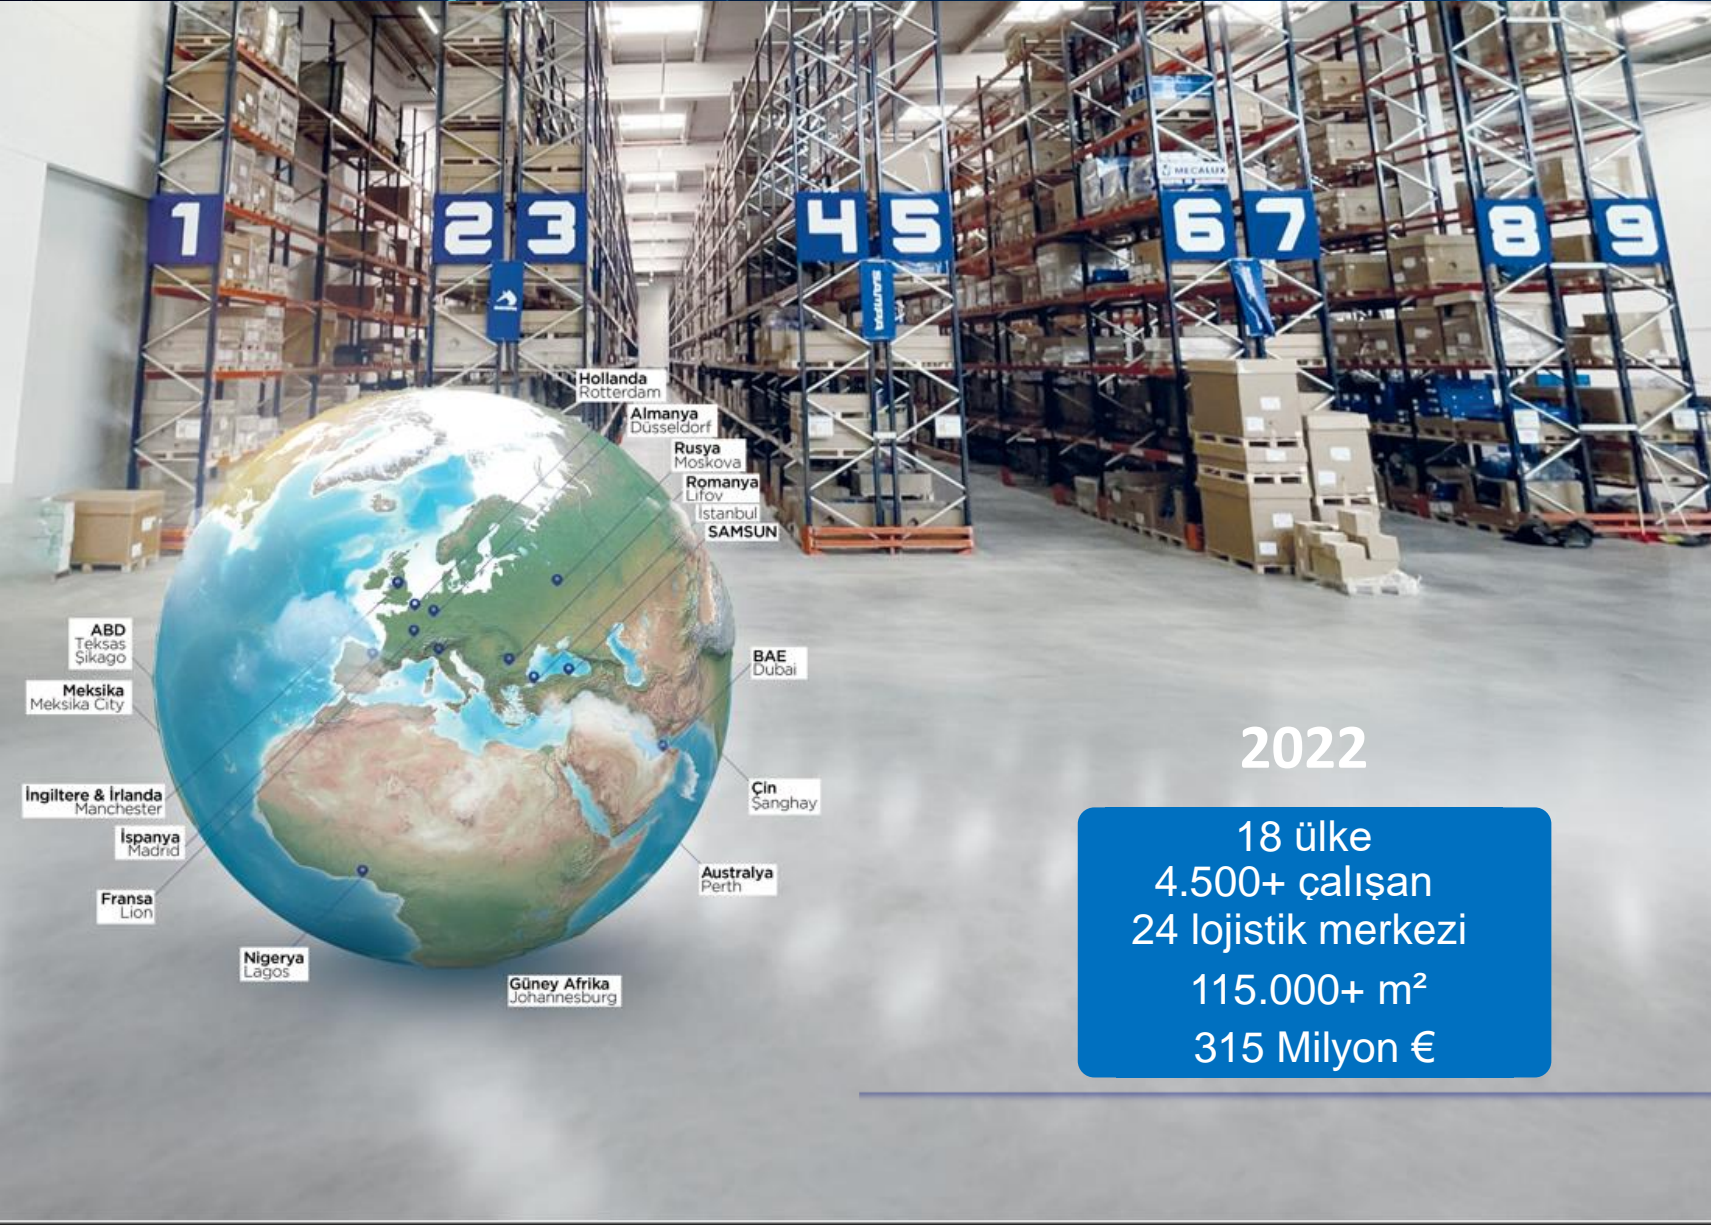 1
2
3
4
5
6
7
8
9
MECALUX
SAMPA
Hollanda
Rotterdam
Almanya
Düsseldorf
Rusya
Moskova
Romanya
Lifov
İstanbul
SAMSUN
ABD
Teksas
Şikago
Meksika
Meksika City
İngiltere & İrlanda
Manchester
İspanya
Madrid
Fransa
Lion
Nigerya
Lagos
Güney Afrika
Johannesburg
BAE
Dubai
Çin
Şanghay
Australya
Perth
2022
18 ülke
4.500+ çalışan
24 lojistik merkezi
115.000+ m²
315 Milyon €